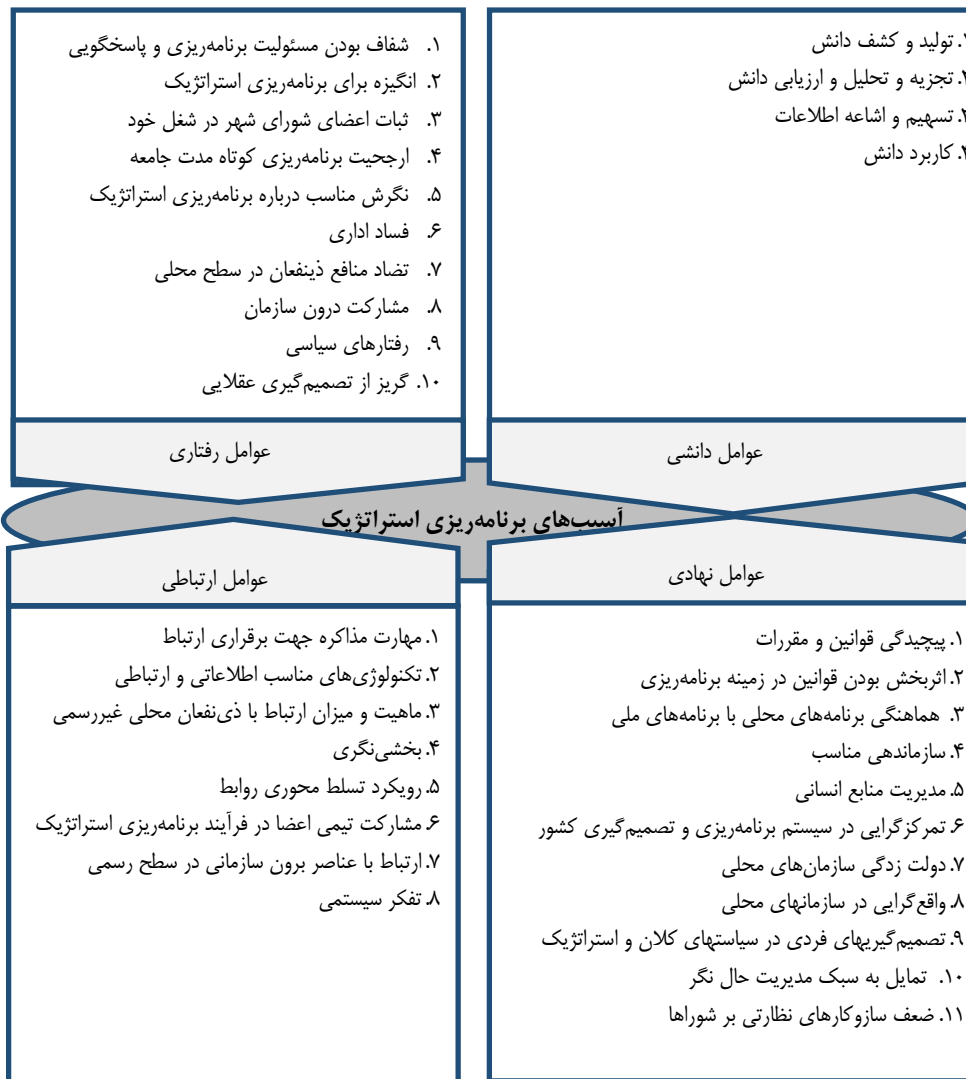 ۱. تولید و کشف دانش
۲. تجزیه و تحلیل و ارزیابی دانش
۳. تسهیم و اشاعه اطلاعات
۴. کاربرد دانش
عوامل دانشی
۱. شفاف بودن مسئولیت برنامه‌ریزی و پاسخگویی
۲. انگیزه برای برنامه‌ریزی استراتژیک
۳. ثبات اعضای شورای شهر در شغل خود
۴. ارجحیت برنامه‌ریزی کوتاه مدت جامعه
۵. نگرش مناسب درباره برنامه‌ریزی استراتژیک
۶. فساد اداری
۷. تضاد منافع ذینفعان در سطح محلی
۸. مشارکت درون سازمان
۹. رفتارهای سیاسی
۱۰. گریز از تصمیم‌گیری عقلایی
عوامل رفتاری
آسیب‌های برنامه‌ریزی استراتژیک
عوامل نهادی
۱. پیچیدگی قوانین و مقررات
۲. اثربخش بودن قوانین در زمینه برنامه‌ریزی
۳. هماهنگی برنامه‌های محلی با برنامه‌های ملی
۴. سازماندهی مناسب
۵. مدیریت منابع انسانی
۶. تمرکزگرایی در سیستم برنامه‌ریزی و تصمیم‌گیری کشور
۷. دولت زدگی سازمان‌های محلی
۸. واقع‌گرایی در سازمانهای محلی
۹. تصمیم‌گیریهای فردی در سیاستهای کلان و استراتژیک
۱۰. تمایل به سبک مدیریت حال نگر
۱۱. ضعف سازوکارهای نظارتی بر شوراها
عوامل ارتباطی
۱. مهارت مذاکره جهت برقراری ارتباط
۲. تکنولوژی‌های مناسب اطلاعاتی و ارتباطی
۳. ماهیت و میزان ارتباط با ذی‌نفعان محلی غیررسمی
۴. بخشی‌نگری
۵. رویکرد تسلط محوری روابط
۶. مشارکت تیمی اعضا در فرآیند برنامه‌ریزی استراتژیک
۷. ارتباط با عناصر برون سازمانی در سطح رسمی
۸. تفکر سیستمی